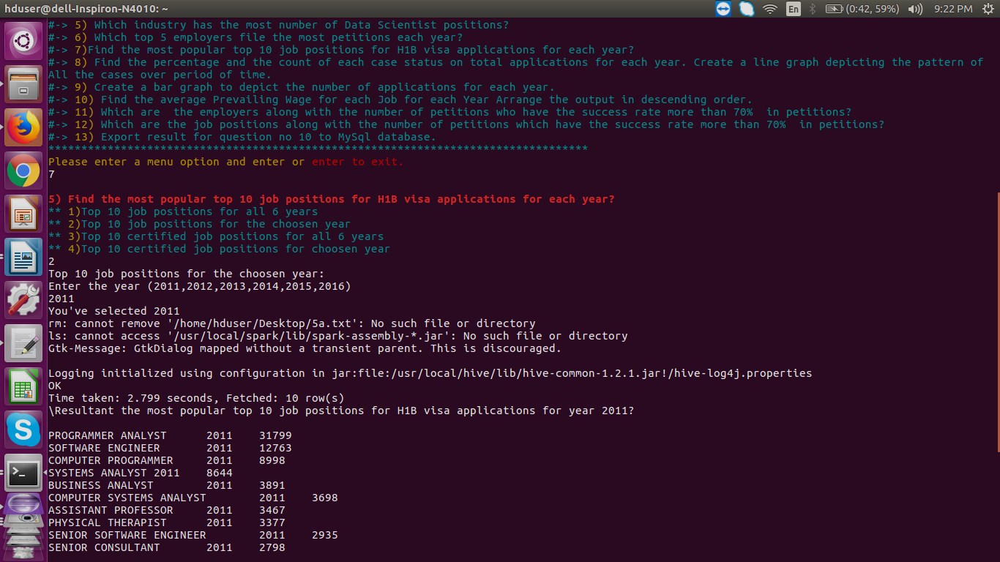 hduser@dell-Inspiron-N4010: ~
En
(0:42, 59%)
9:22 PM
#-> 5) Which industry has the most number of Data Scientist positions?
#-> 6) Which top 5 employers file the most petitions each year?
#-> 7)Find the most popular top 10 job positions for H1B visa applications for each year?
#-> 8) Find the percentage and the count of each case status on total applications for each year. Create a line graph depicting the pattern of
All the cases over period of time.
#-> 9) Create a bar graph to depict the number of applications for each year.
#-> 10) Find the average Prevailing Wage for each Job for each Year Arrange the output in descending order.
#-> 11) Which are  the employers along with the number of petitions who have the success rate more than 70%  in petitions?
#-> 12) Which are the job positions along with the number of petitions which have the success rate more than 70%  in petitions?
#-> 13) Export result for question no 10 to MySql database.
**********************************************************************************
Please enter a menu option and enter or enter to exit.
7
5) Find the most popular top 10 job positions for H1B visa applications for each year?
** 1)Top 10 job positions for all 6 years
** 2)Top 10 job positions for the choosen year
** 3)Top 10 certified job positions for all 6 years
** 4)Top 10 certified job positions for choosen year
2
Top 10 job positions for the choosen year:
Enter the year (2011,2012,2013,2014,2015,2016)
2011
You've selected 2011
rm: cannot remove '/home/hduser/Desktop/5a.txt': No such file or directory
ls: cannot access '/usr/local/spark/lib/spark-assembly-*.jar': No such file or directory
Gtk-Message: GtkDialog mapped without a transient parent. This is discouraged.
Logging initialized using configuration in jar:file:/usr/local/hive/lib/hive-common-1.2.1.jar!/hive-log4j.properties
OK
Time taken: 2.799 seconds, Fetched: 10 row(s)
\Resultant the most popular top 10 job positions for H1B visa applications for year 2011?
PROGRAMMER ANALYST      2011    31799
SOFTWARE ENGINEER       2011    12763
COMPUTER PROGRAMMER     2011    8998
SYSTEMS ANALYST 2011    8644
BUSINESS ANALYST        2011    3891
COMPUTER SYSTEMS ANALYST        2011    3698
ASSISTANT PROFESSOR     2011    3467
PHYSICAL THERAPIST      2011    3377
SENIOR SOFTWARE ENGINEER        2011    2935
SENIOR CONSULTANT       2011    2798